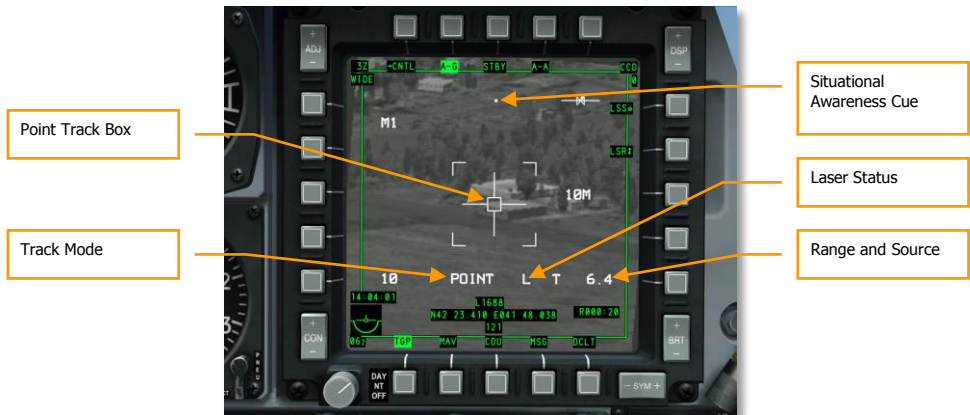 Point Track Box
Track Mode
Situational
Awareness Cue
Laser Status
Range and Source
ADJ
DSP
3Z →CNTL A-G STBY A-A CCD
WIDE
0
M1
LSS
LSR↕
10M
10 POINT L T 6.4
14:04:01
L1688
N42 23.410 E041 48.038
R000:20
121
TGP MAV CDU MSG DCLT
CON
BRT
DAY
NT
OFF
- SYM +